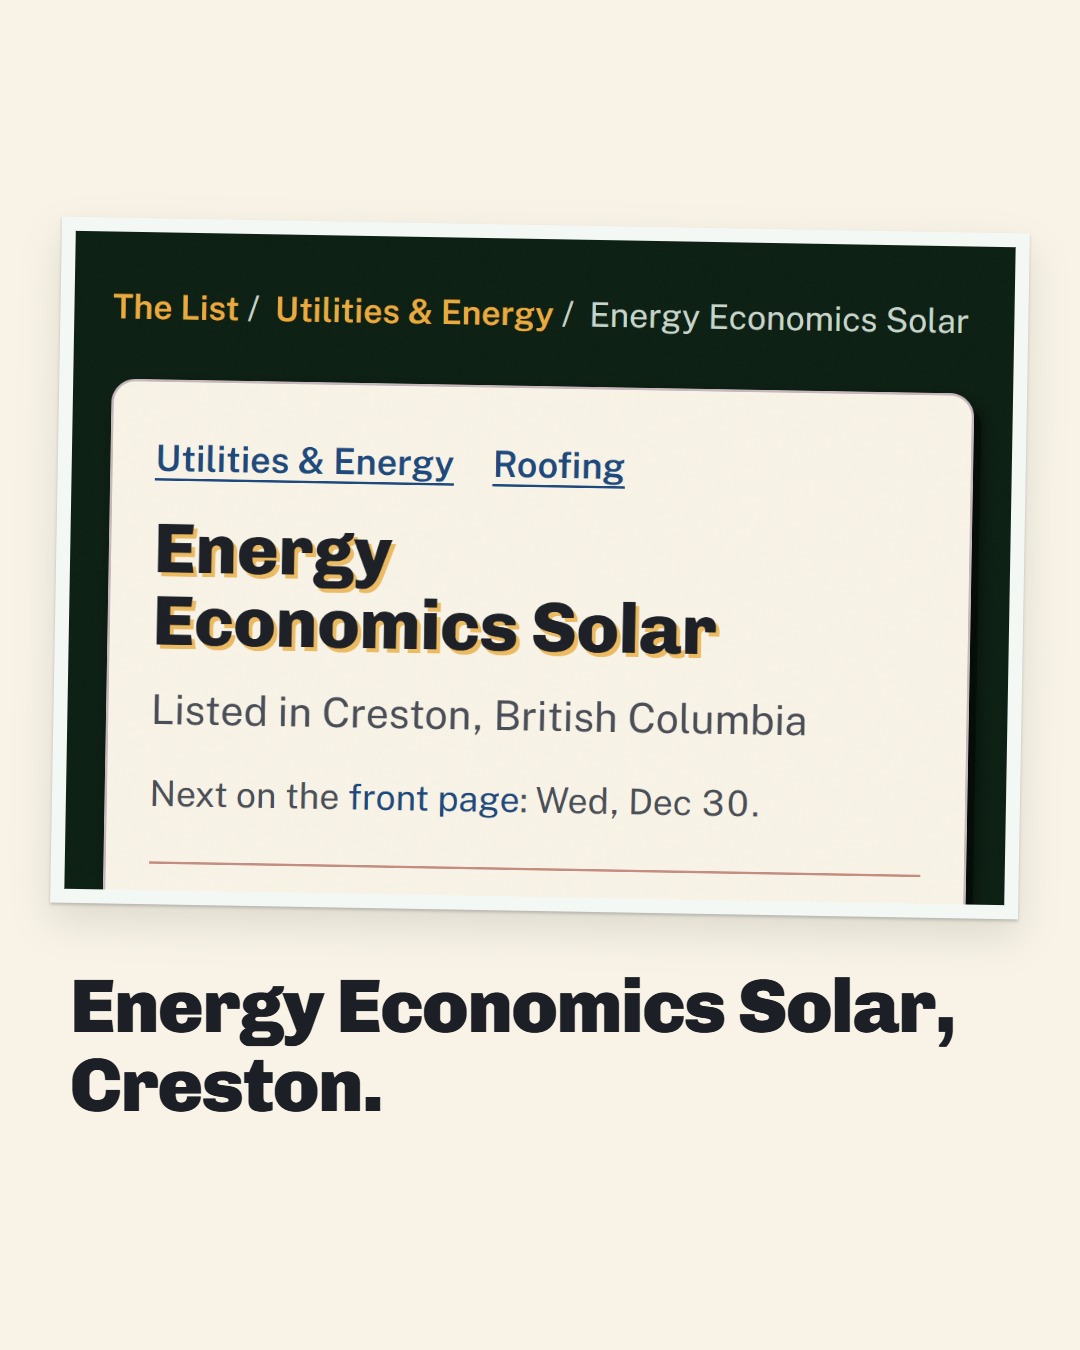 The List / Utilities & Energy / Energy Economics Solar
Utilities & Energy Roofing
Energy
Economics Solar
Listed in Creston, British Columbia
Next on the front page: Wed, Dec 30.
Energy Economics Solar,
Creston.